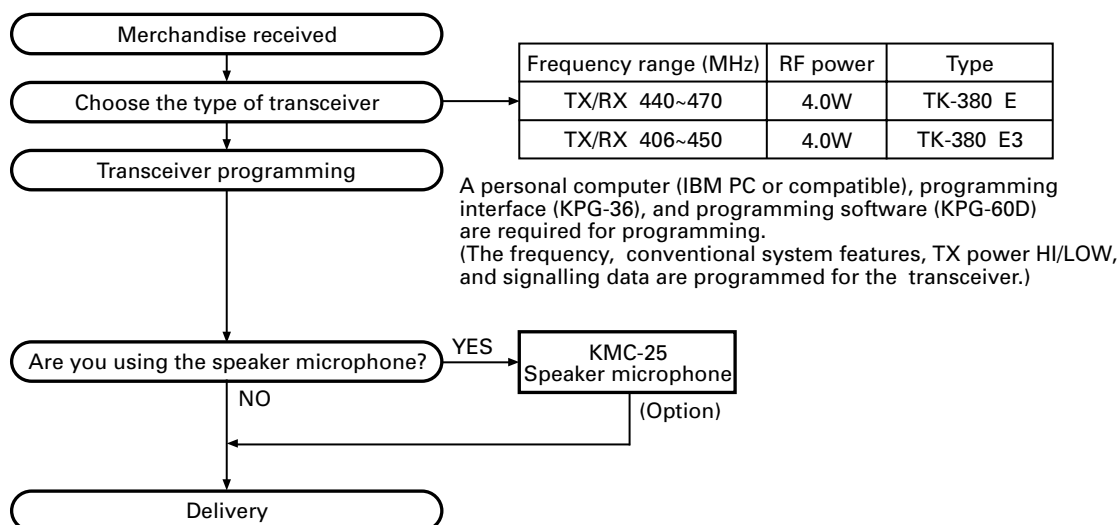 Merchandise received
Choose the type of transceiver
Frequency range (MHz) RF power Type
TX/RX 440~470 4.0W TK-380 E
TX/RX 406~450 4.0W TK-380 E3
Transceiver programming
A personal computer (IBM PC or compatible), programming
interface (KPG-36), and programming software (KPG-60D)
are required for programming.
(The frequency, conventional system features, TX power HI/LOW,
and signalling data are programmed for the transceiver.)
Are you using the speaker microphone?
YES
KMC-25
Speaker microphone
NO
(Option)
Delivery